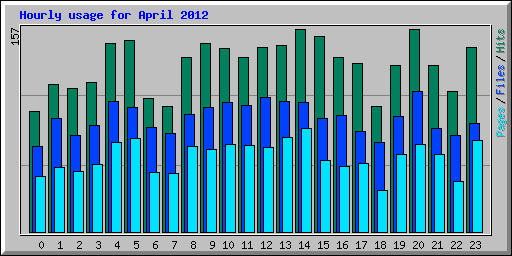 Hourly usage for April 2012
157
Pages/Files/Hits
0 1 2 3 4 5 6 7 8 9 10 11 12 13 14 15 16 17 18 19 20 21 22 23